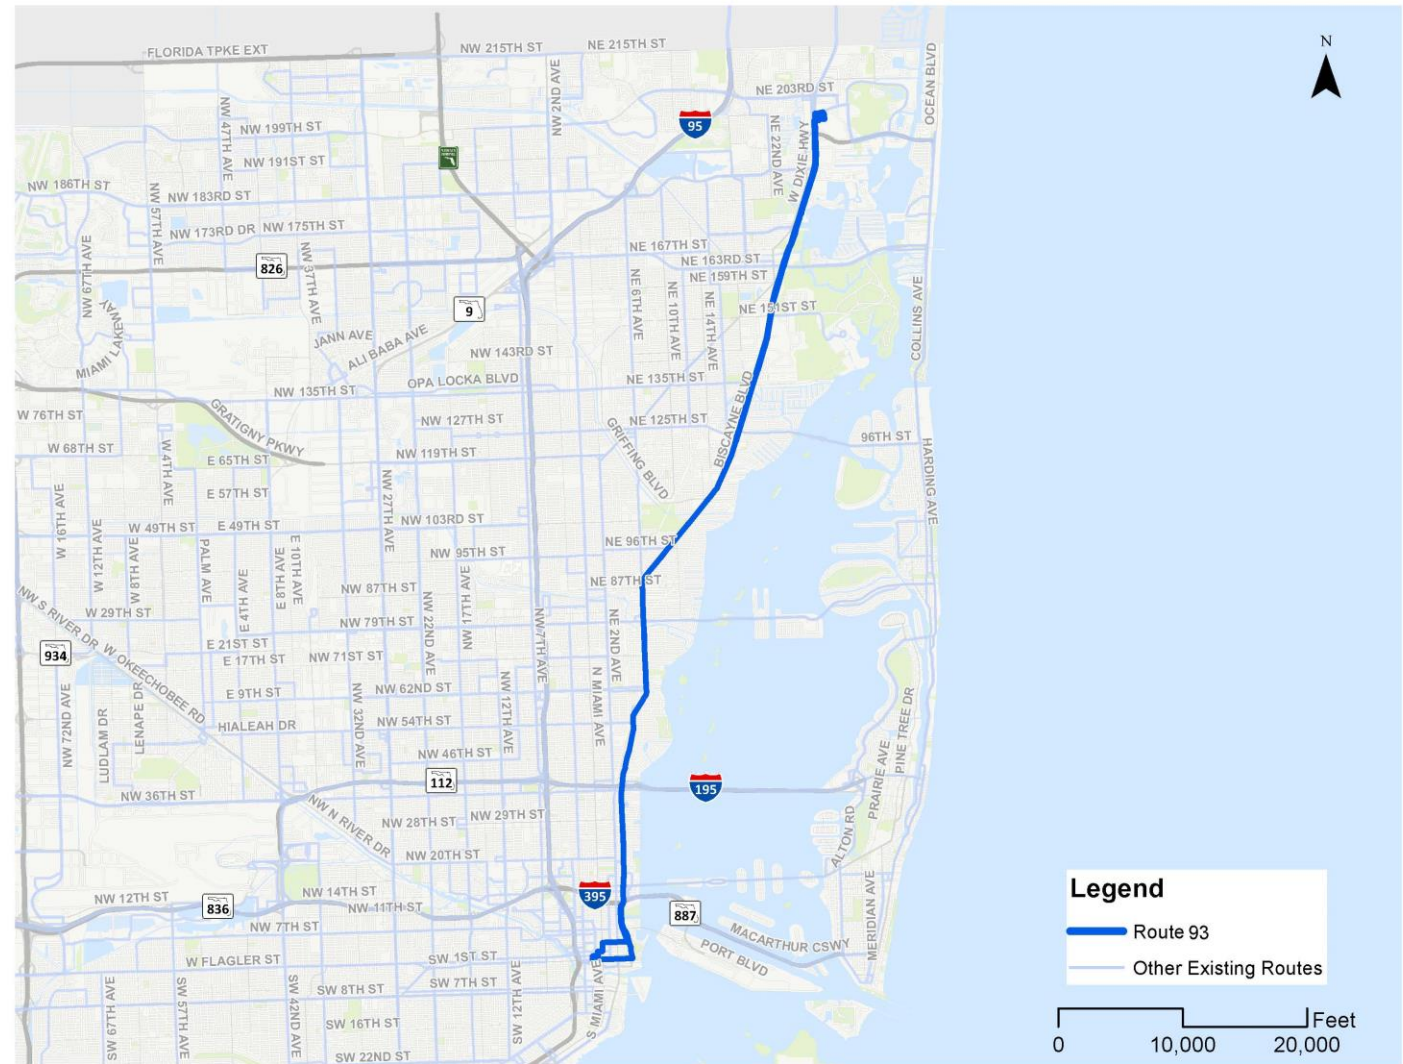 N
FLORIDA TPKE EXT
NW 215TH ST
NE 215TH ST
OCEAN BLVD
NW 2ND AVE
NE 203RD ST
95
NW 47TH AVE
NW 199TH ST
NE 22ND AVE
W DIXIE HWY
NW 191ST ST
NW 186TH ST
NW 183RD ST
NW 57TH AVE
NW 173RD DR
NW 175TH ST
NW 67TH AVE
826
NW 37TH AVE
NE 167TH ST
NE 163RD ST
NE 159TH ST
NE 6TH AVE
NE 10TH AVE
NE 14TH AVE
NE 151ST ST
COLLINS AVE
9
MIAMI LAKEWAY
JANN AVE
ALI BABA AVE
NW 143RD ST
NW 135TH ST
OPA LOCKA BLVD
NE 135TH ST
BISCAYNE BLVD
W 76TH ST
GRATIGNY PKWY
NW 127TH ST
NE 125TH ST
GRIFFING BLVD
96TH ST
HARDING AVE
W 68TH ST
W 4TH AVE
E 65TH ST
NW 119TH ST
NW 27TH AVE
E 57TH ST
W 16TH AVE
W 12TH AVE
W 49TH ST
E 49TH ST
NW 103RD ST
W 8TH AVE
PALM AVE
E 4TH AVE
E 8TH AVE
E 10TH AVE
NW 95TH ST
NE 96TH ST
NW 87TH ST
NE 87TH ST
NW 22ND AVE
NW 17TH AVE
NW 7TH AVE
NE 2ND AVE
NW S RIVER DR
W 29TH ST
NW 79TH ST
934
W OKEECHOBEE RD
E 21ST ST
E 17TH ST
NW 71ST ST
N MIAMI AVE
NW 72ND AVE
LUDLAM DR
LENAPE DR
E 9TH ST
NW 62ND ST
NW 32ND AVE
NW 12TH AVE
HIALEAH DR
NW 54TH ST
NW 46TH ST
PINE TREE DR
PRAIRIE AVE
112
195
NW 36TH ST
NW N RIVER DR
NW 28TH ST
NW 29TH ST
ALTON RD
NW 20TH ST
NW 12TH ST
836
NW 14TH ST
NW 11TH ST
395
887
MERIDIAN AVE
NW 7TH ST
MACARTHUR CSWY
PORT BLVD
W FLAGLER ST
SW 1ST ST
SW 8TH ST
SW 7TH ST
SW 67TH AVE
SW 57TH AVE
SW 42ND AVE
SW 12TH AVE
S MIAMI AVE
SW 16TH ST
SW 22ND ST
Legend
Route 93
Other Existing Routes
Feet
0 10,000 20,000